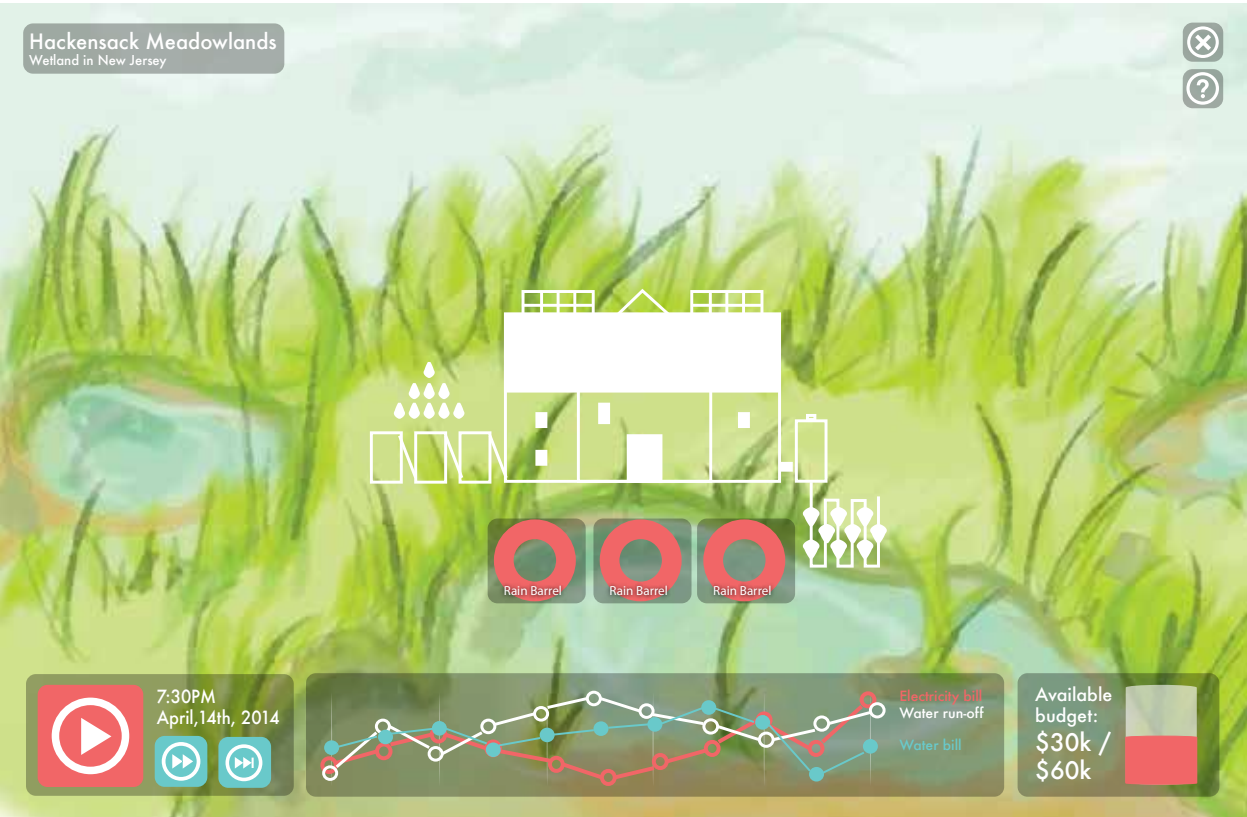 Hackensack Meadowlands
Wetland in New Jersey
?
Rain Barrel
Rain Barrel
Rain Barrel
7:30PM
April,14th, 2014
Electricity bill
Water run-off
Water bill
Available
budget:
$30k /
$60k